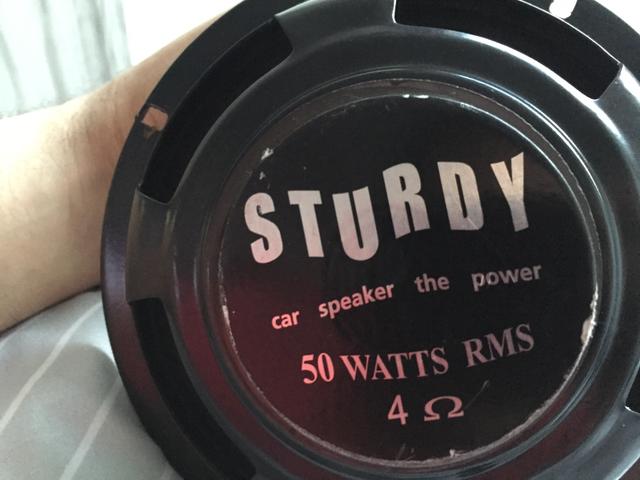 STURDY
car speaker the power
50 WATTS RMS
4 Ω